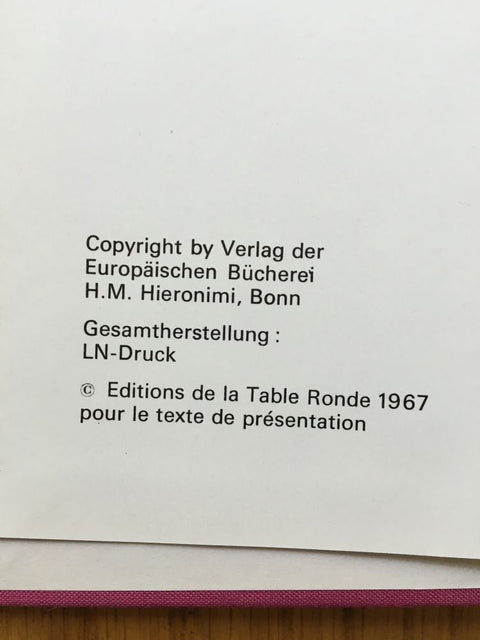 Copyright by Verlag der
Europäischen Bücherei
H.M. Hieronimi, Bonn
Gesamtherstellung :
LN-Druck
© Editions de la Table Ronde 1967
pour le texte de présentation